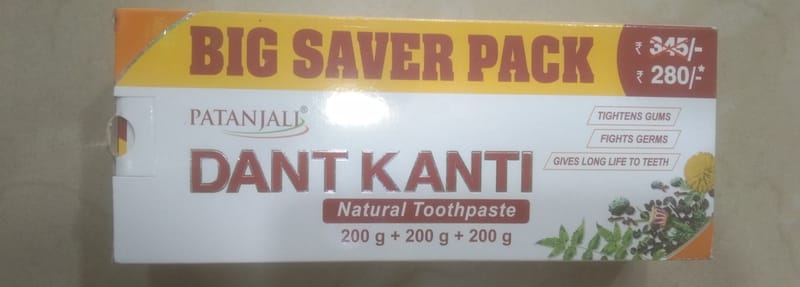 BIG SAVER PACK
₹ 345/-
₹ 280/-*
PATANJALI®
DANT KANTI
Natural Toothpaste
200 g + 200 g + 200 g
TIGHTENS GUMS
FIGHTS GERMS
GIVES LONG LIFE TO TEETH